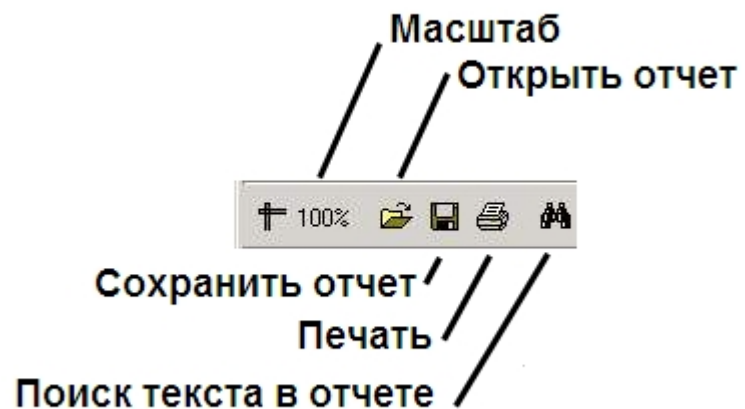 Масштаб
Открыть отчет
100%
Сохранить отчет
Печать
Поиск текста в отчете